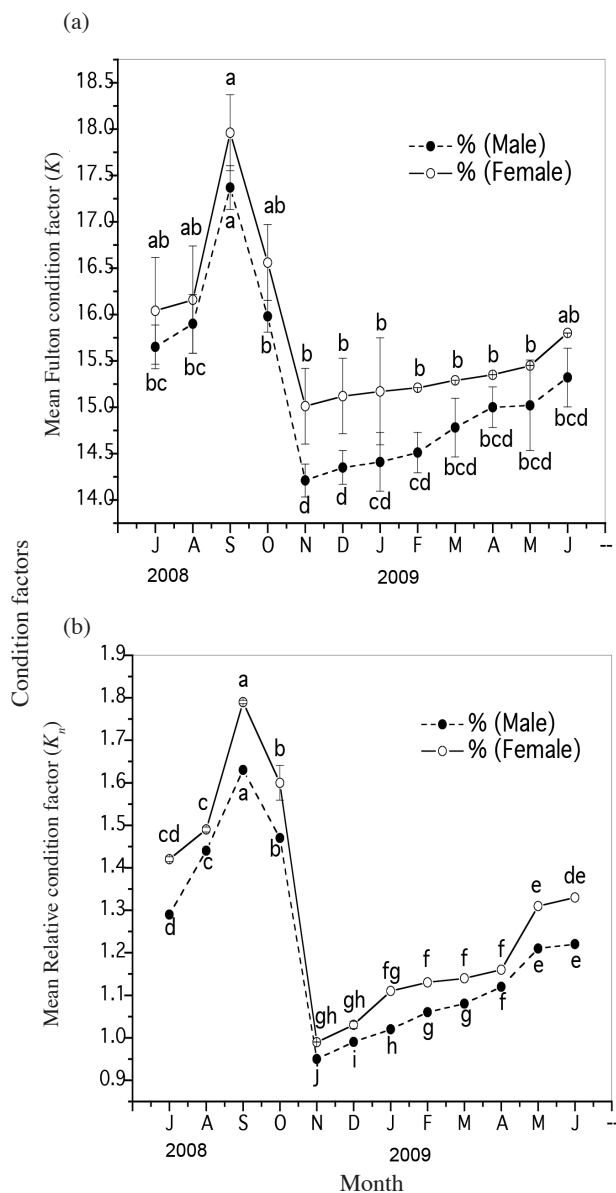 (a)
Condition factors
Mean Fulton condition factor (K)
18.5
18.0
17.5
17.0
16.5
16.0
15.5
15.0
14.5
14.0
% (Male)
% (Female)
a
ab
ab
ab
a
b
bc
bc
b
b
b
b
b
b
b
ab
d
d
cd
cd
bcd
bcd
bcd
bcd
J A S O N D J F M A M J --
2008 2009
(b)
Mean Relative condition factor (Kn)
1.9
1.8
1.7
1.6
1.5
1.4
1.3
1.2
1.1
1.0
0.9
% (Male)
% (Female)
a
b
cd
c
a
b
c
d
gh
gh
fg
f
f
f
e
de
j
i
h
g
g
f
e
e
J A S O N D J F M A M J --
2008 2009
Month